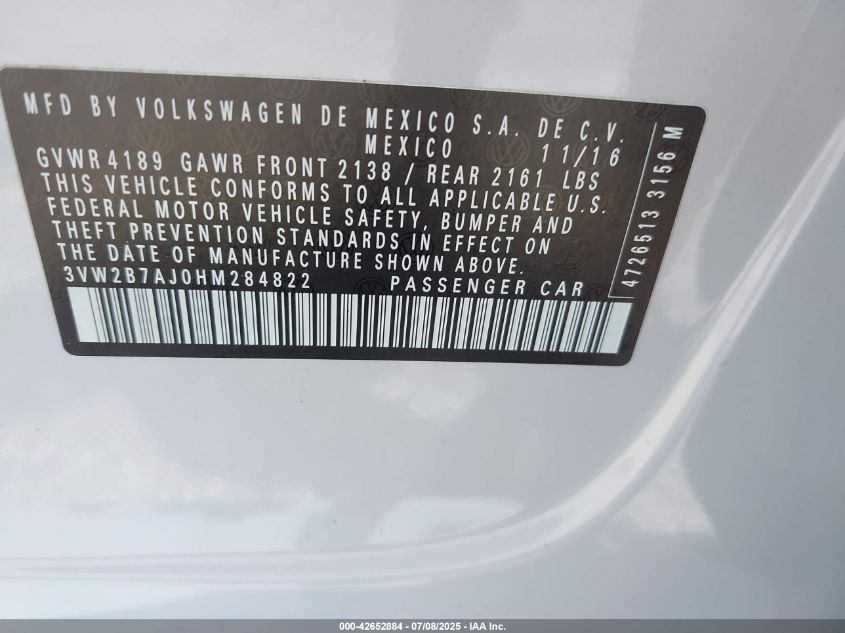 MFD BY VOLKSWAGEN DE MEXICO S.A. DE C.V.
MEXICO 11/16
GVWR 4189 GAWR FRONT 2138 / REAR 2161 LBS
THIS VEHICLE CONFORMS TO ALL APPLICABLE U.S.
FEDERAL MOTOR VEHICLE SAFETY, BUMPER AND
THEFT PREVENTION STANDARDS IN EFFECT ON
THE DATE OF MANUFACTURE SHOWN ABOVE.
3VW2B7AJ0HM284822 PASSENGER CAR
4726513 3156 M
000-42652884 - 07/08/2025 - IAA Inc.